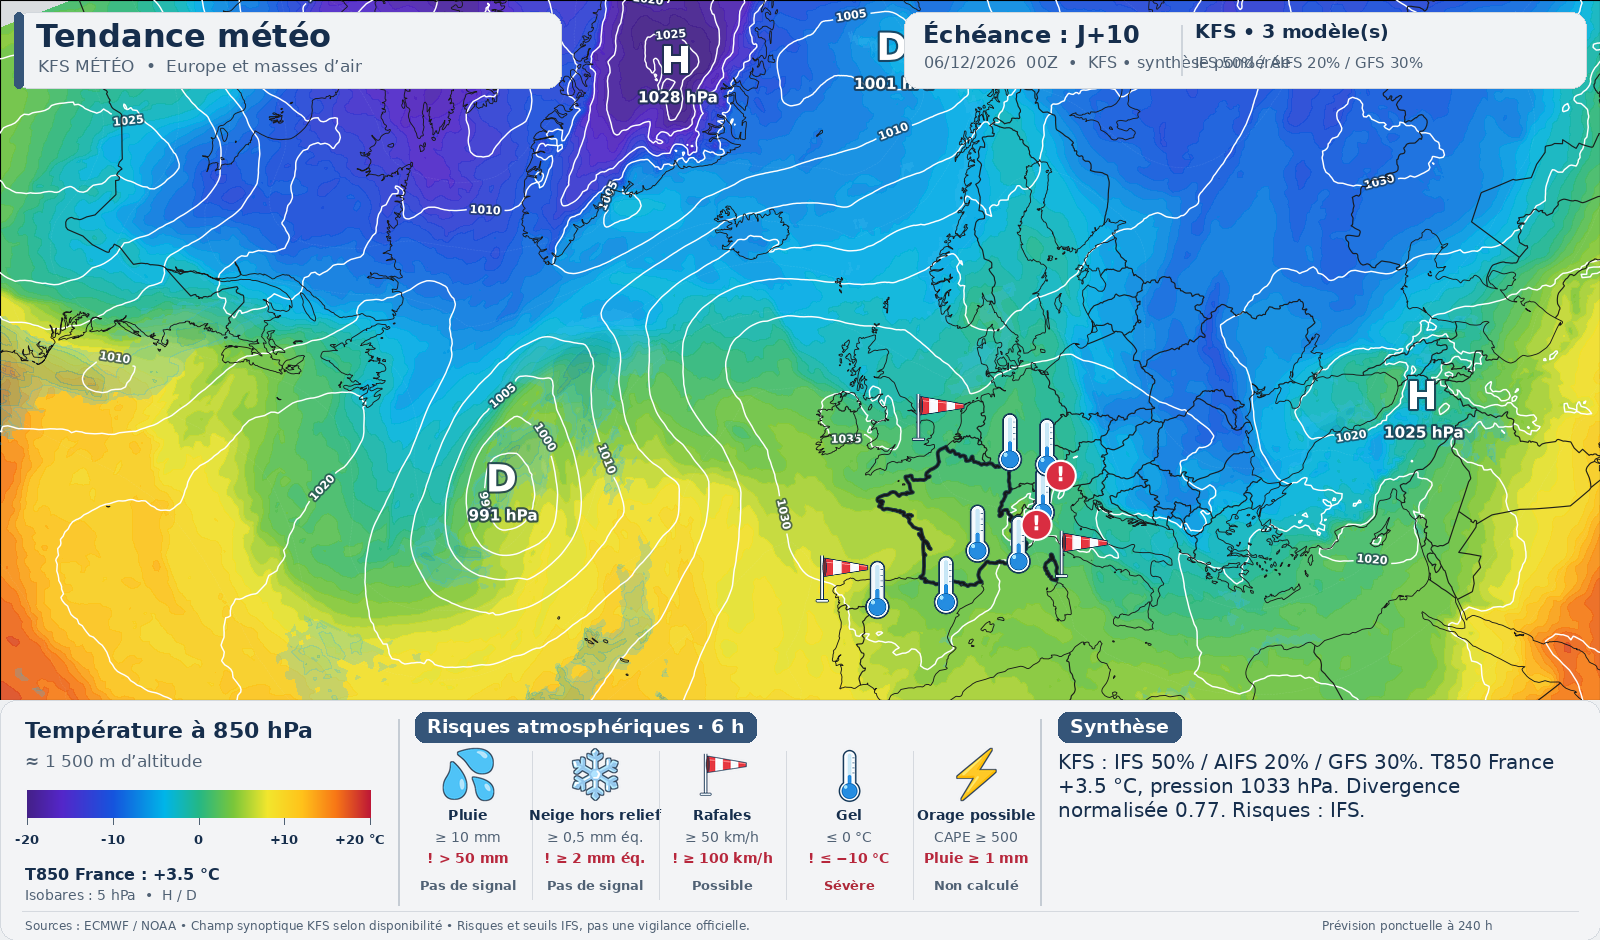 Tendance météo
KFS MÉTÉO • Europe et masses d’air
Échéance : J+10
06/12/2026 00Z • KFS • synthèse pondérée
KFS • 3 modèle(s)
IFS 50% / AIFS 20% / GFS 30%
1020
1025
H
1028 hPa
1005
D
1001 hPa
1025
1010
1030
1005
1010
1010
1005
1000
1010
1035
H
1025 hPa
1020
1020
D
991 hPa
1030
1020
!
!
Température à 850 hPa
≈ 1 500 m d’altitude
-20 -10 0 +10 +20 °C
T850 France : +3.5 °C
Isobares : 5 hPa • H / D
Risques atmosphériques · 6 h
Pluie
≥ 10 mm
! > 50 mm
Pas de signal
Neige hors relief
≥ 0,5 mm éq.
! ≥ 2 mm éq.
Pas de signal
Rafales
≥ 50 km/h
! ≥ 100 km/h
Possible
Gel
≤ 0 °C
! ≤ −10 °C
Sévère
Orage possible
CAPE ≥ 500
Pluie ≥ 1 mm
Non calculé
Synthèse
KFS : IFS 50% / AIFS 20% / GFS 30%. T850 France
+3.5 °C, pression 1033 hPa. Divergence
normalisée 0.77. Risques : IFS.
Sources : ECMWF / NOAA • Champ synoptique KFS selon disponibilité • Risques et seuils IFS, pas une vigilance officielle.
Prévision ponctuelle à 240 h